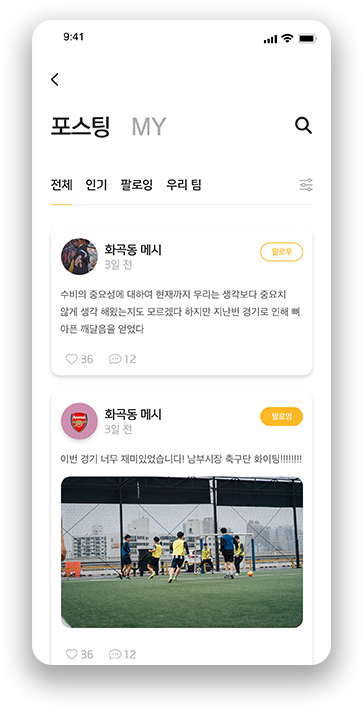 9:41
포스팅 MY
전체 인기 팔로잉 우리 팀
화곡동 메시
3일 전
팔로우
수비의 중요성에 대하여 현재까지 우리는 생각보다 중요치
않게 생각 해왔는지도 모르겠다 하지만 지난번 경기로 인해 뼈
아픈 깨달음을 얻었다
36 12
화곡동 메시
3일 전
팔로잉
이번 경기 너무 재미있었습니다! 남부시장 축구단 화이팅!!!!!!!!
36 12